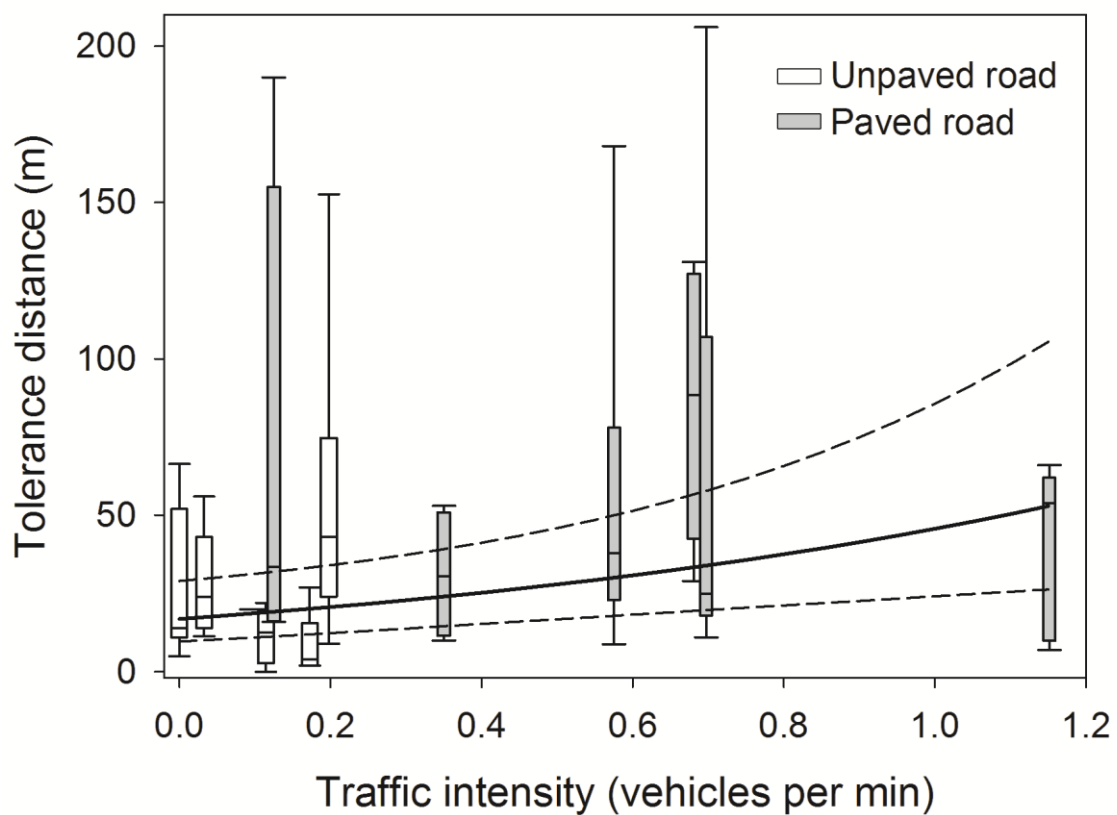 Unpaved road
Paved road
Tolerance distance (m)
200
150
100
50
0
0.0 0.2 0.4 0.6 0.8 1.0 1.2
Traffic intensity (vehicles per min)